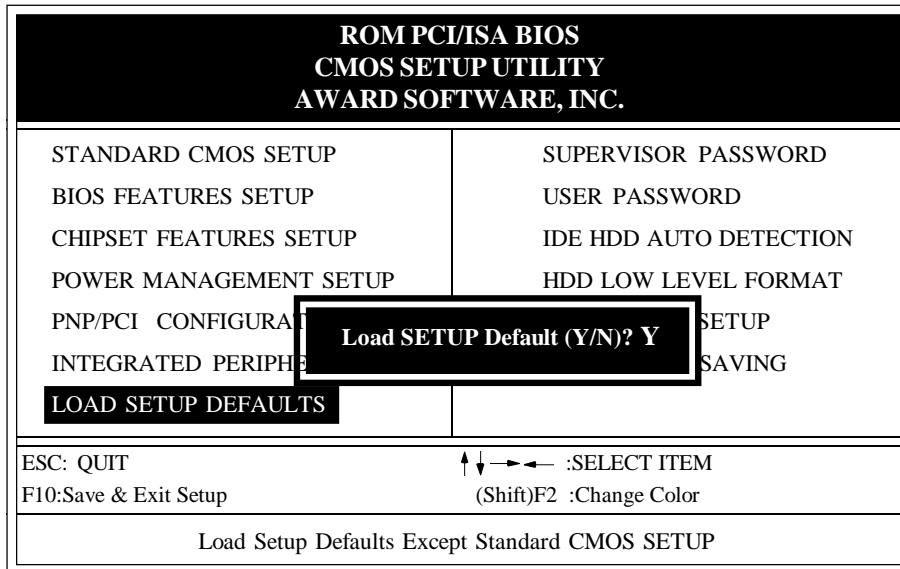 ROM PCI/ISA BIOS
CMOS SETUP UTILITY
AWARD SOFTWARE, INC.
STANDARD CMOS SETUP
BIOS FEATURES SETUP
CHIPSET FEATURES SETUP
POWER MANAGEMENT SETUP
PNP/PCI CONFIGURAT
INTEGRATED PERIPHE
LOAD SETUP DEFAULTS
SUPERVISOR PASSWORD
USER PASSWORD
IDE HDD AUTO DETECTION
HDD LOW LEVEL FORMAT
SETUP
SAVING
Load SETUP Default (Y/N)? Y
ESC: QUIT
↑↓→← :SELECT ITEM
F10:Save & Exit Setup
(Shift)F2 :Change Color
Load Setup Defaults Except Standard CMOS SETUP